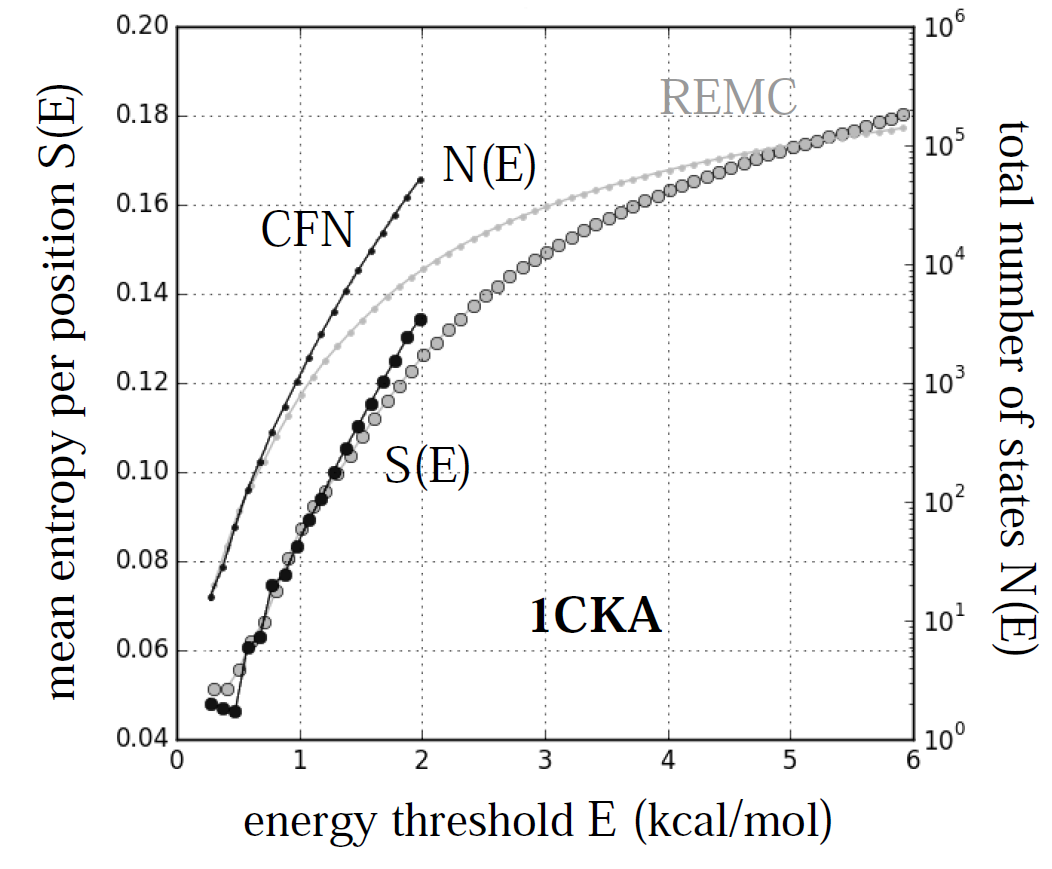 mean entropy per position S(E)
0.20
0.18
0.16
0.14
0.12
0.10
0.08
0.06
0.04
REMC
N(E)
CFN
S(E)
1CKA
10^6
10^5
10^4
10^3
10^2
10^1
10^0
total number of states N(E)
0 1 2 3 4 5 6
energy threshold E (kcal/mol)